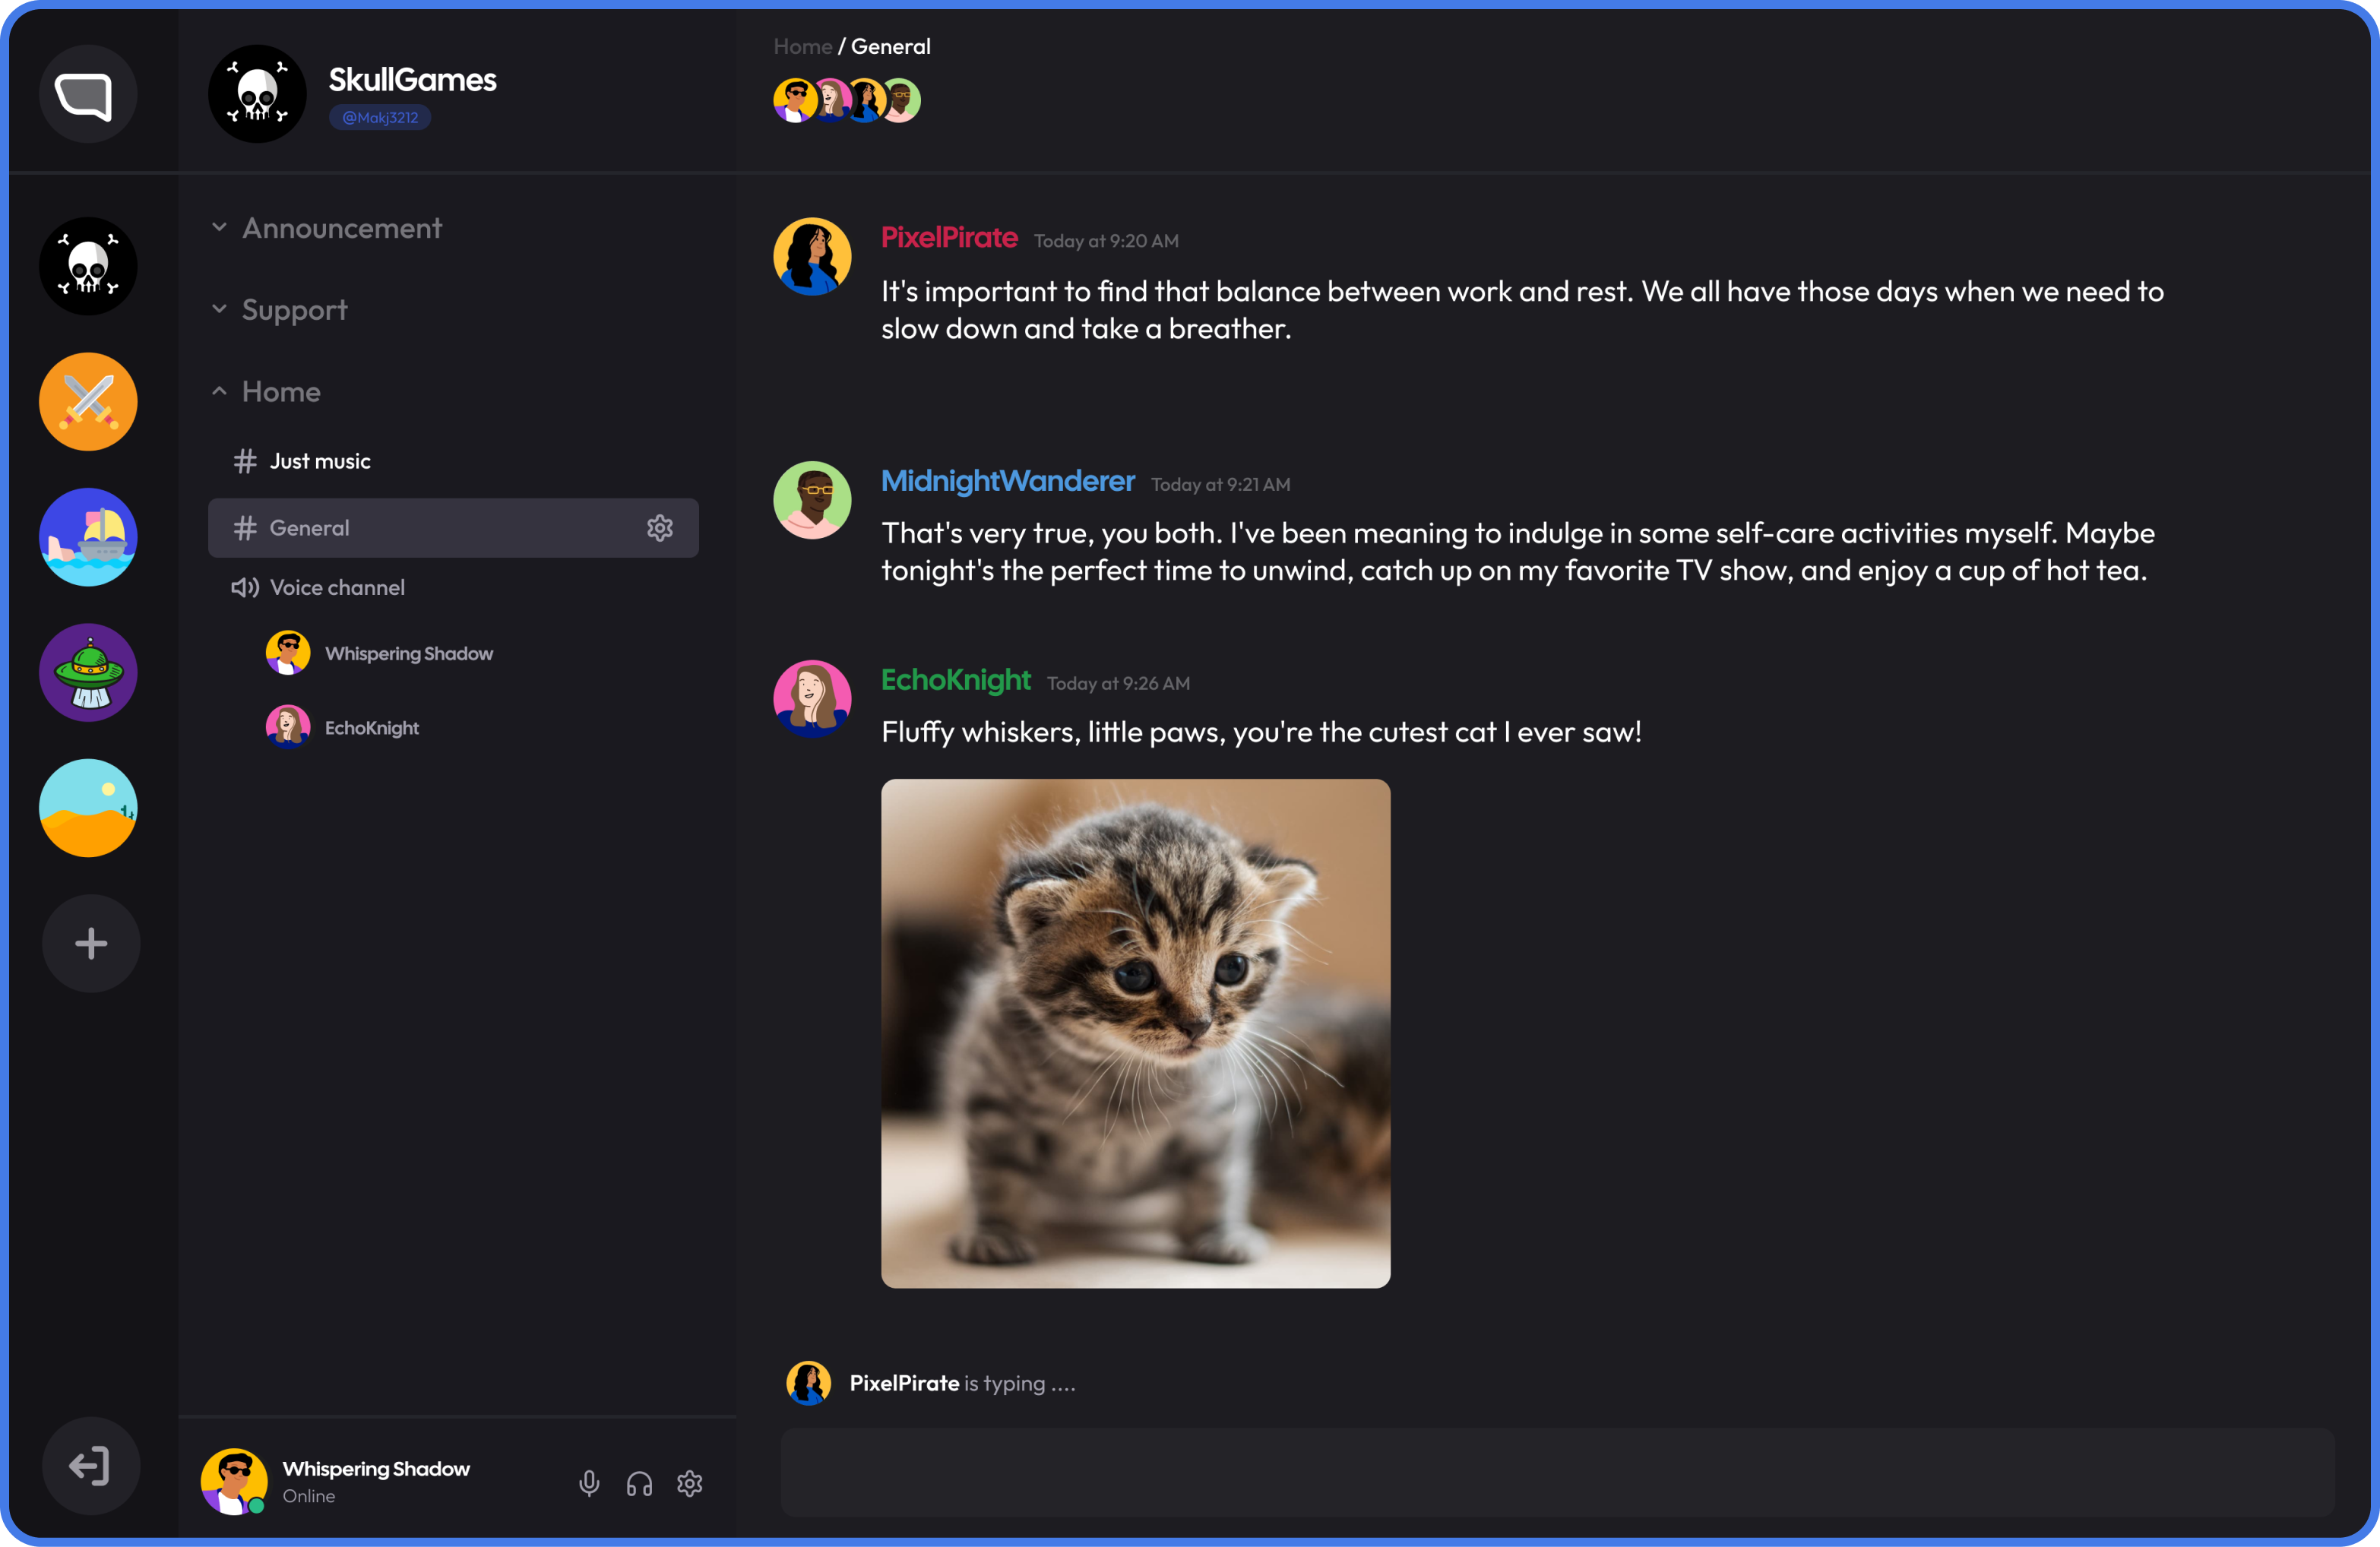 SkullGames
@Makj3212
Announcement
Support
Home
Just music
General
Voice channel
Whispering Shadow
EchoKnight
Whispering Shadow
Online
Home / General
PixelPirate Today at 9:20 AM
It's important to find that balance between work and rest. We all have those days when we need to
slow down and take a breather.
MidnightWanderer Today at 9:21 AM
That's very true, you both. I've been meaning to indulge in some self-care activities myself. Maybe
tonight's the perfect time to unwind, catch up on my favorite TV show, and enjoy a cup of hot tea.
EchoKnight Today at 9:26 AM
Fluffy whiskers, little paws, you're the cutest cat I ever saw!
PixelPirate is typing ....